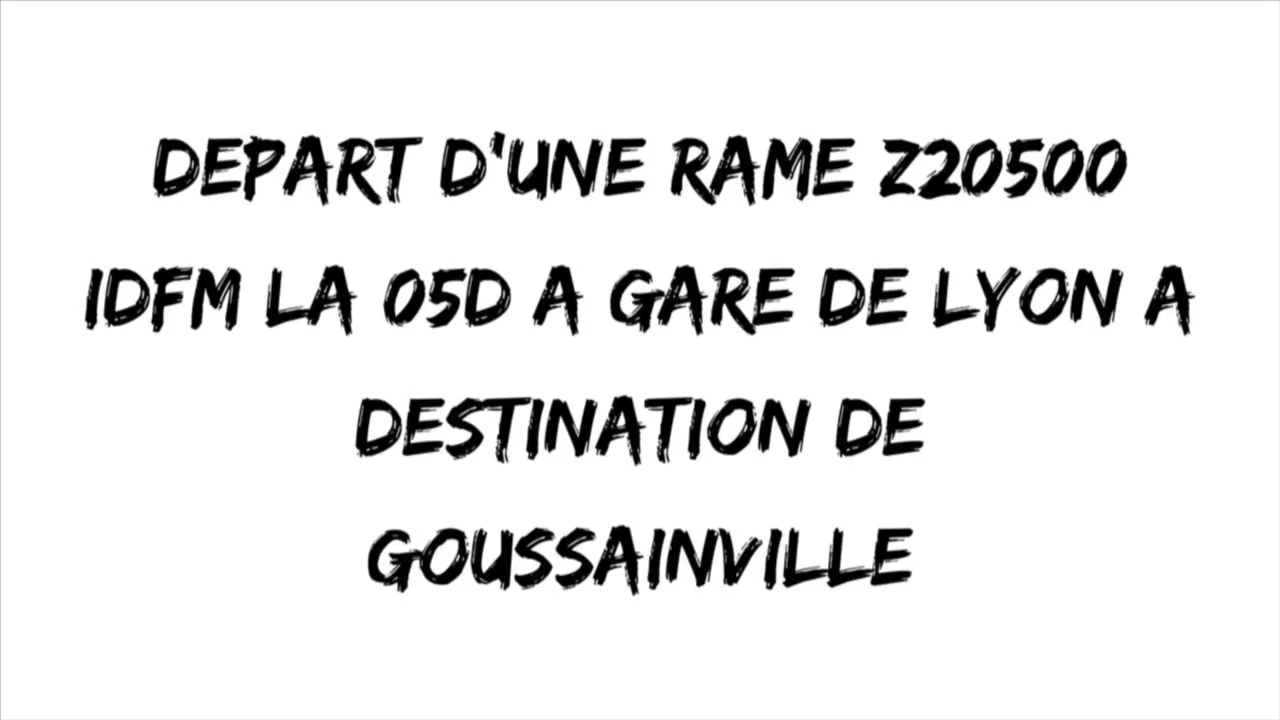 DEPART D'UNE RAME Z20500
IDFM LA 05D A GARE DE LYON A
DESTINATION DE
GOUSSAINVILLE